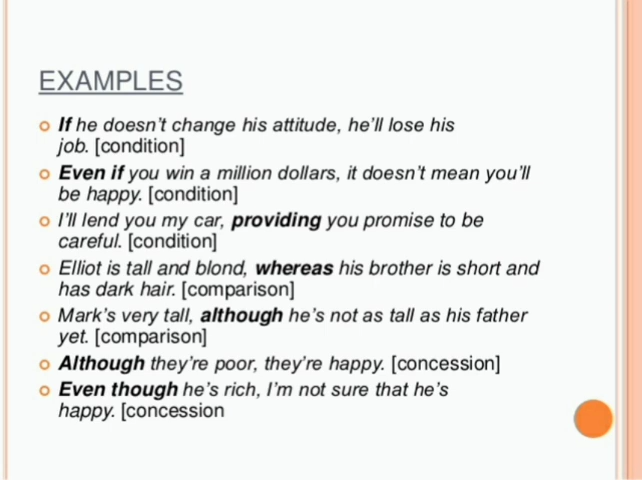 EXAMPLES
If he doesn't change his attitude, he'll lose his
job. [condition]
Even if you win a million dollars, it doesn't mean you'll
be happy. [condition]
I'll lend you my car, providing you promise to be
careful. [condition]
Elliot is tall and blond, whereas his brother is short and
has dark hair. [comparison]
Mark's very tall, although he's not as tall as his father
yet. [comparison]
Although they're poor, they're happy. [concession]
Even though he's rich, I'm not sure that he's
happy. [concession